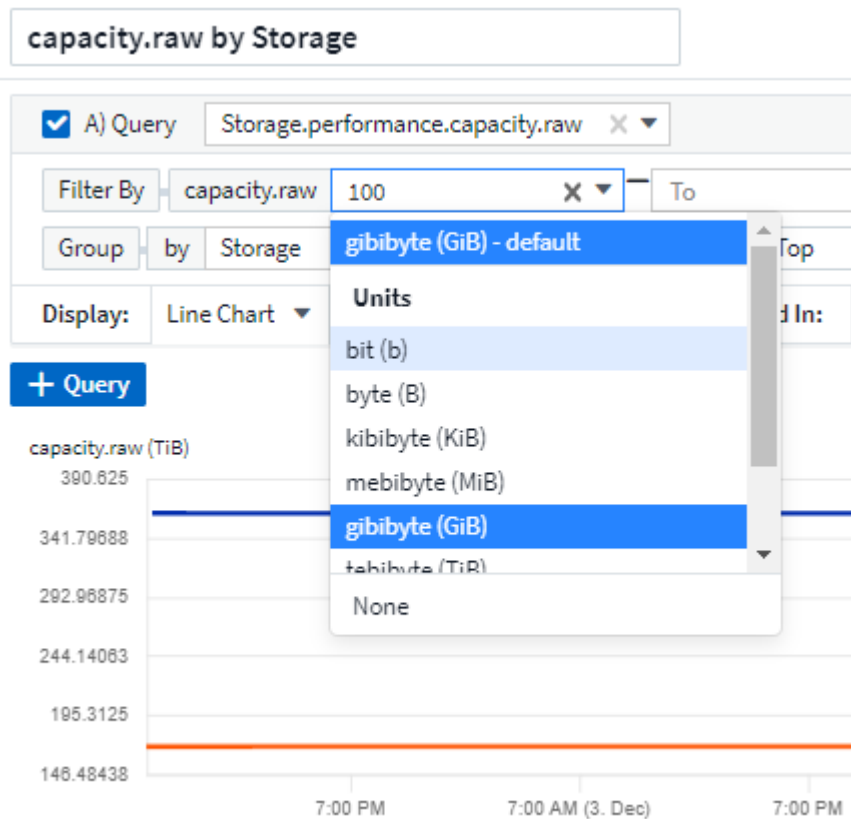 capacity.raw by Storage
A) Query Storage.performance.capacity.raw
Filter By capacity.raw 100 – To
Group by Storage Top
gibibyte (GiB) - default
Units
Display: Line Chart d In:
bit (b)
byte (B)
+ Query
kibibyte (KiB)
mebibyte (MiB)
gibibyte (GiB)
tebibyte (TiB)
None
capacity.raw (TiB)
390.625
341.79688
292.96875
244.14063
195.3125
146.48438
7:00 PM 7:00 AM (3. Dec) 7:00 PM